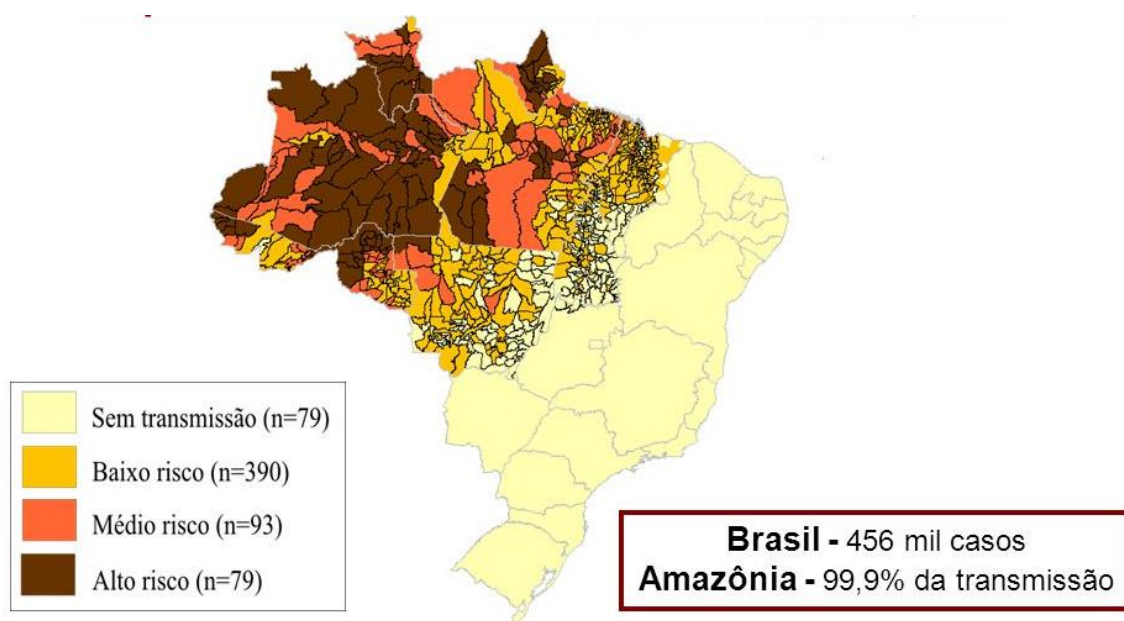 Sem transmissão (n=79)
Baixo risco (n=390)
Médio risco (n=93)
Alto risco (n=79)
Brasil - 456 mil casos
Amazônia - 99,9% da transmissão